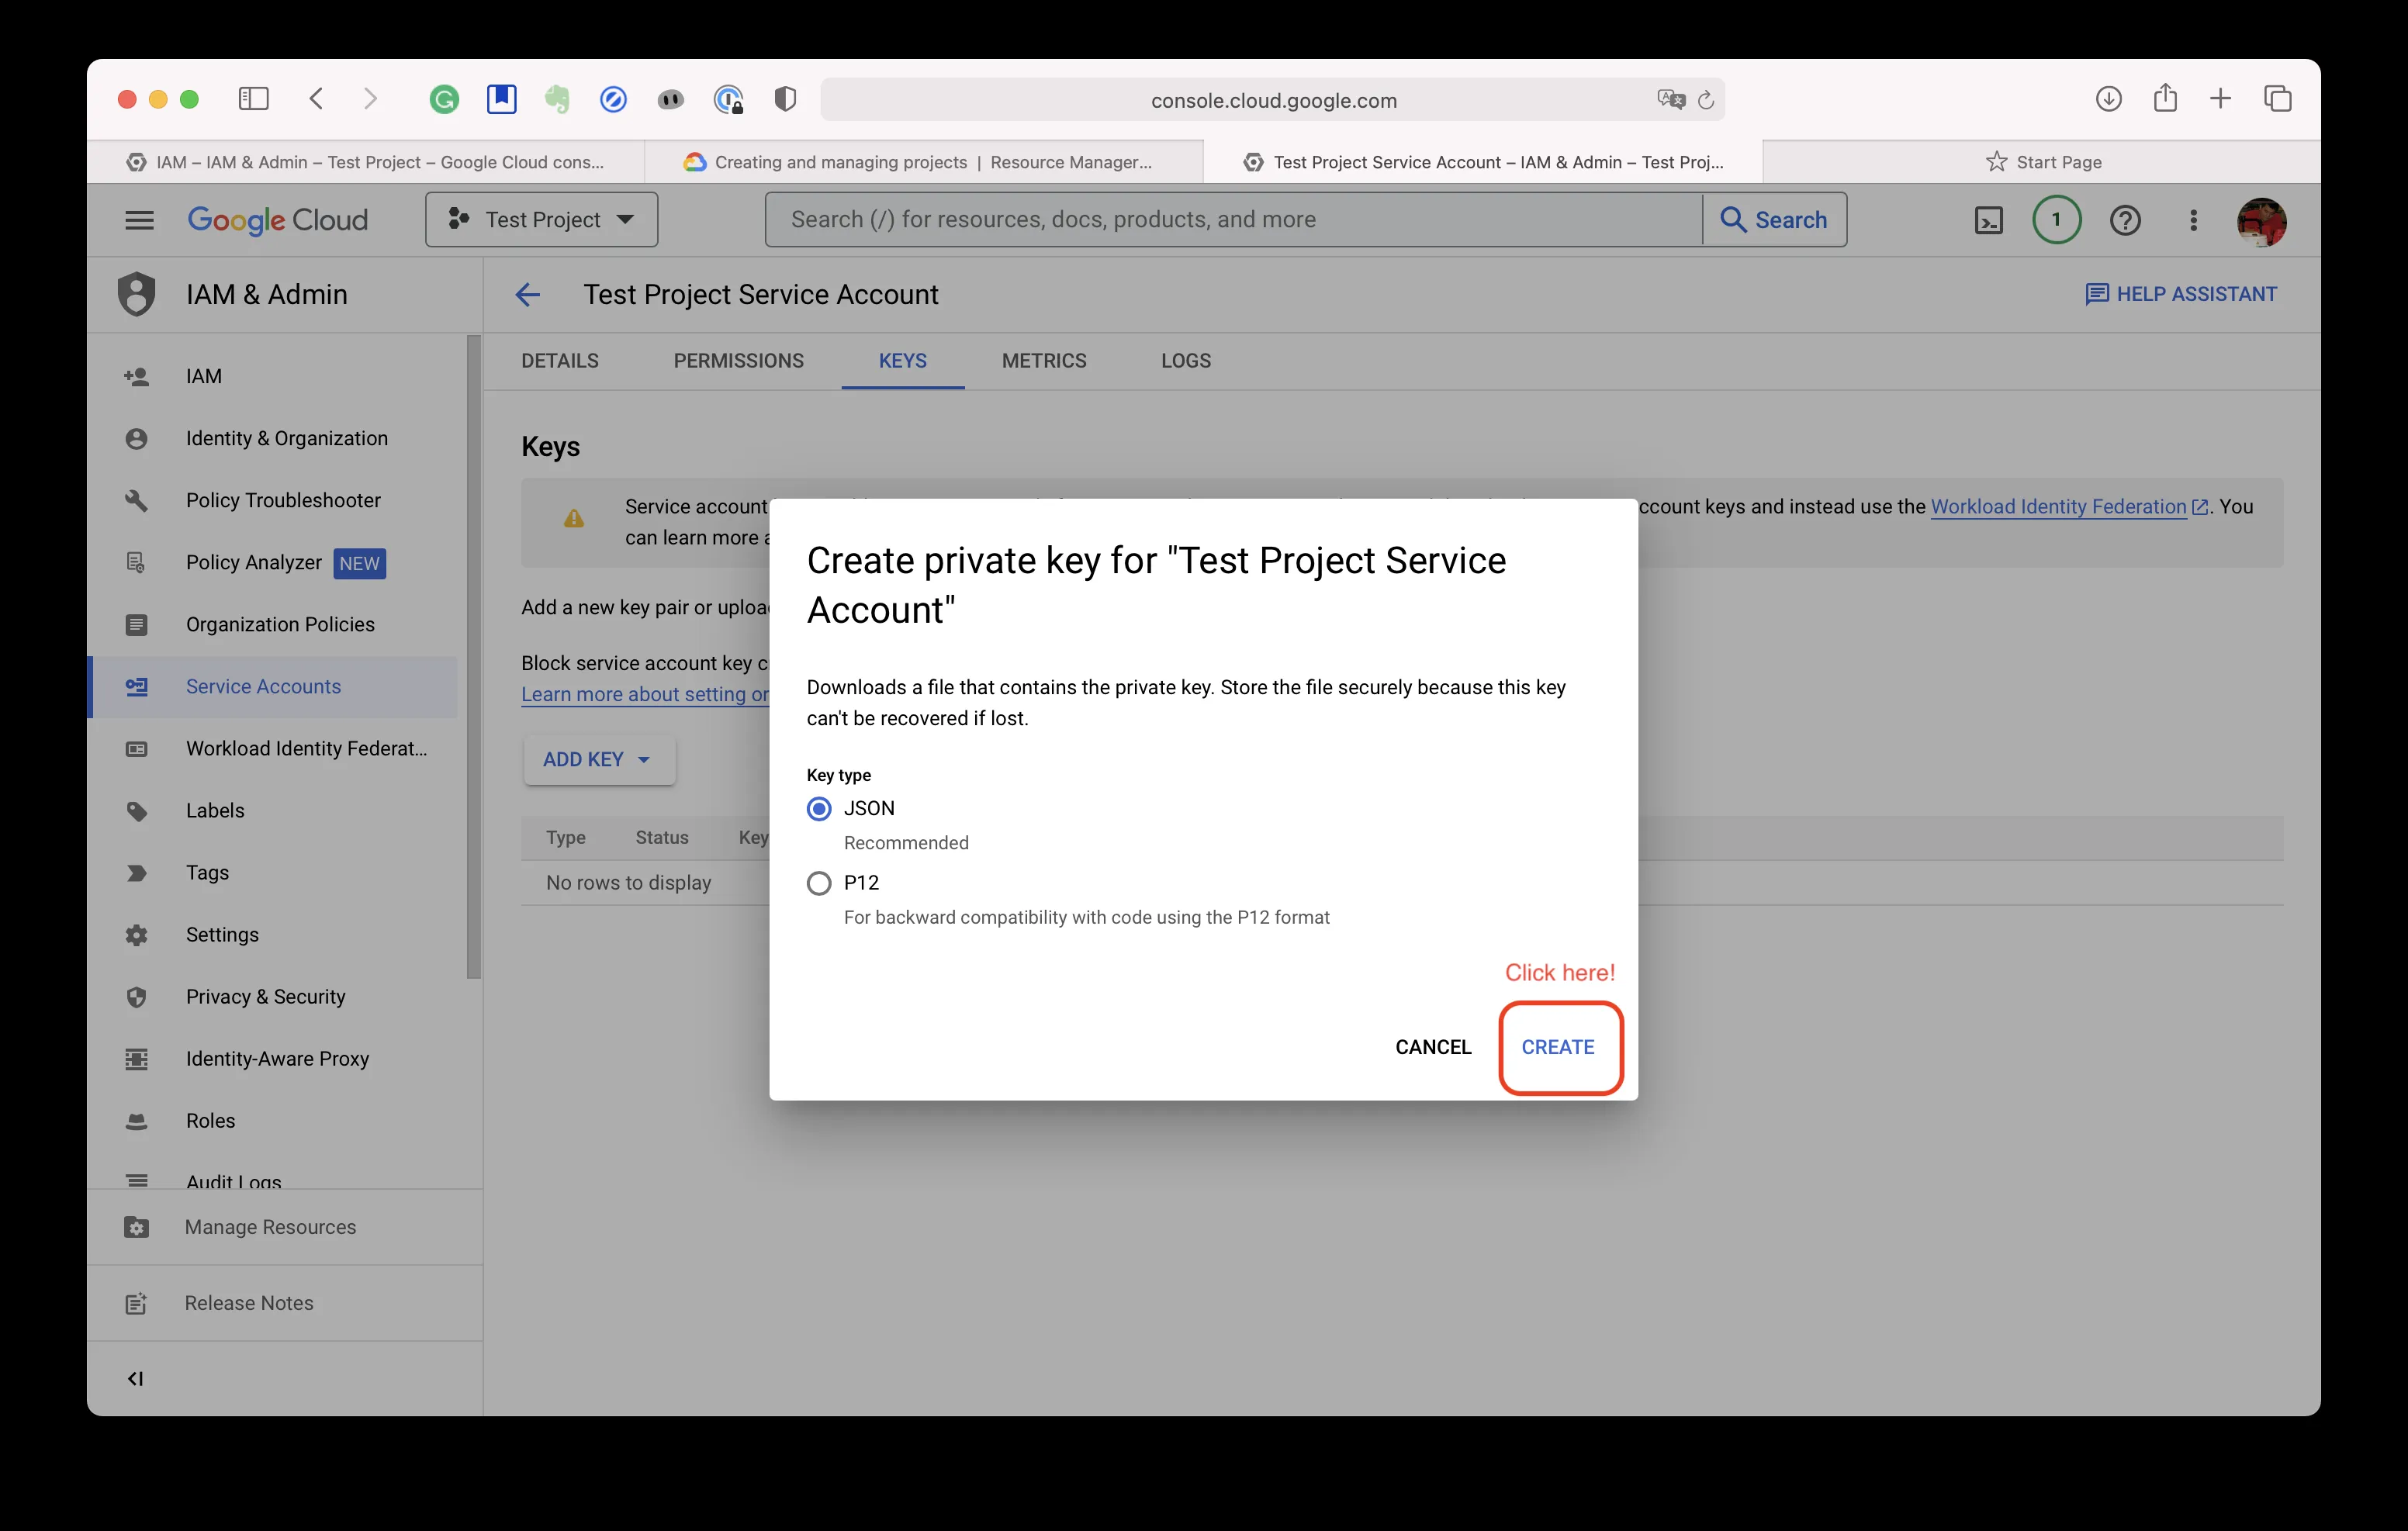 console.cloud.google.com
IAM – IAM & Admin – Test Project – Google Cloud cons...
Creating and managing projects | Resource Manager...
Test Project Service Account – IAM & Admin – Test Proj...
Start Page
Google Cloud
Test Project
Search (/) for resources, docs, products, and more
Search
1
IAM & Admin
Test Project Service Account
HELP ASSISTANT
IAM
Identity & Organization
Policy Troubleshooter
Policy Analyzer NEW
Organization Policies
Service Accounts
Workload Identity Federat...
Labels
Tags
Settings
Privacy & Security
Identity-Aware Proxy
Roles
Audit Logs
Manage Resources
Release Notes
DETAILS PERMISSIONS KEYS METRICS LOGS
Keys
Service account
ccount keys and instead use the Workload Identity Federation. You
can learn more a
Add a new key pair or uploa
Block service account key c
Learn more about setting or
ADD KEY
Type Status Key
No rows to display
Create private key for "Test Project Service
Account"
Downloads a file that contains the private key. Store the file securely because this key
can't be recovered if lost.
Key type
JSON
Recommended
P12
For backward compatibility with code using the P12 format
Click here!
CANCEL CREATE